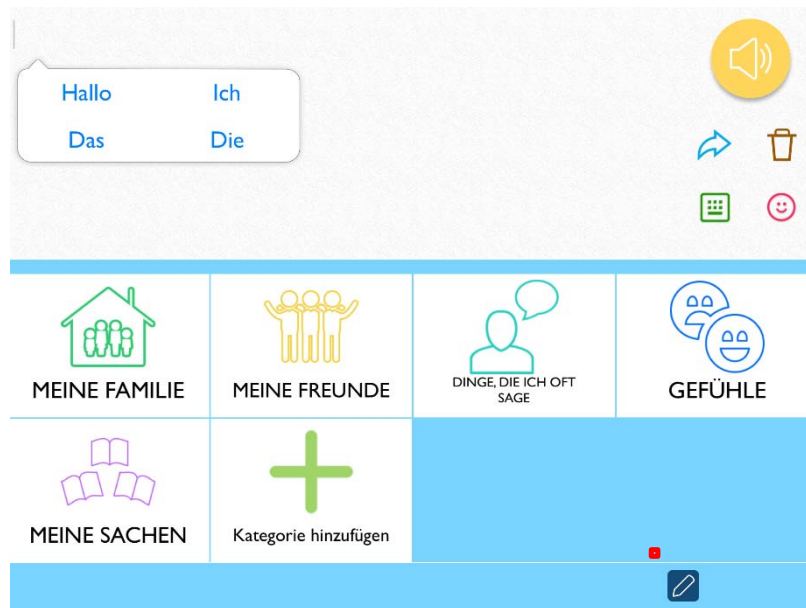 Hallo Ich
Das Die
MEINE FAMILIE
MEINE FREUNDE
DINGE, DIE ICH OFT
SAGE
GEFÜHLE
MEINE SACHEN
Kategorie hinzufügen